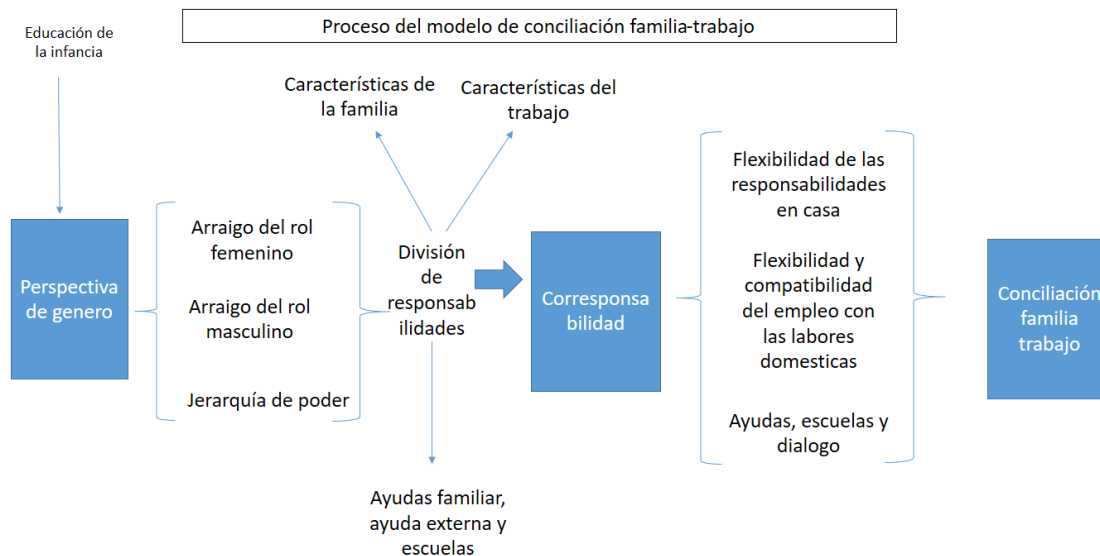 Proceso del modelo de conciliación familia-trabajo
Educación de
la infancia
Características de
la familia
Características del
trabajo
Perspectiva
de genero
Arraigo del rol
femenino
Arraigo del rol
masculino
Jerarquía de poder
División
de
responsab
ilidades
Ayudas familiar,
ayuda externa y
escuelas
Corresponsa
bilidad
Flexibilidad de las
responsabilidades
en casa
Flexibilidad y
compatibilidad
del empleo con
las labores
domesticas
Ayudas, escuelas y
dialogo
Conciliación
familia
trabajo